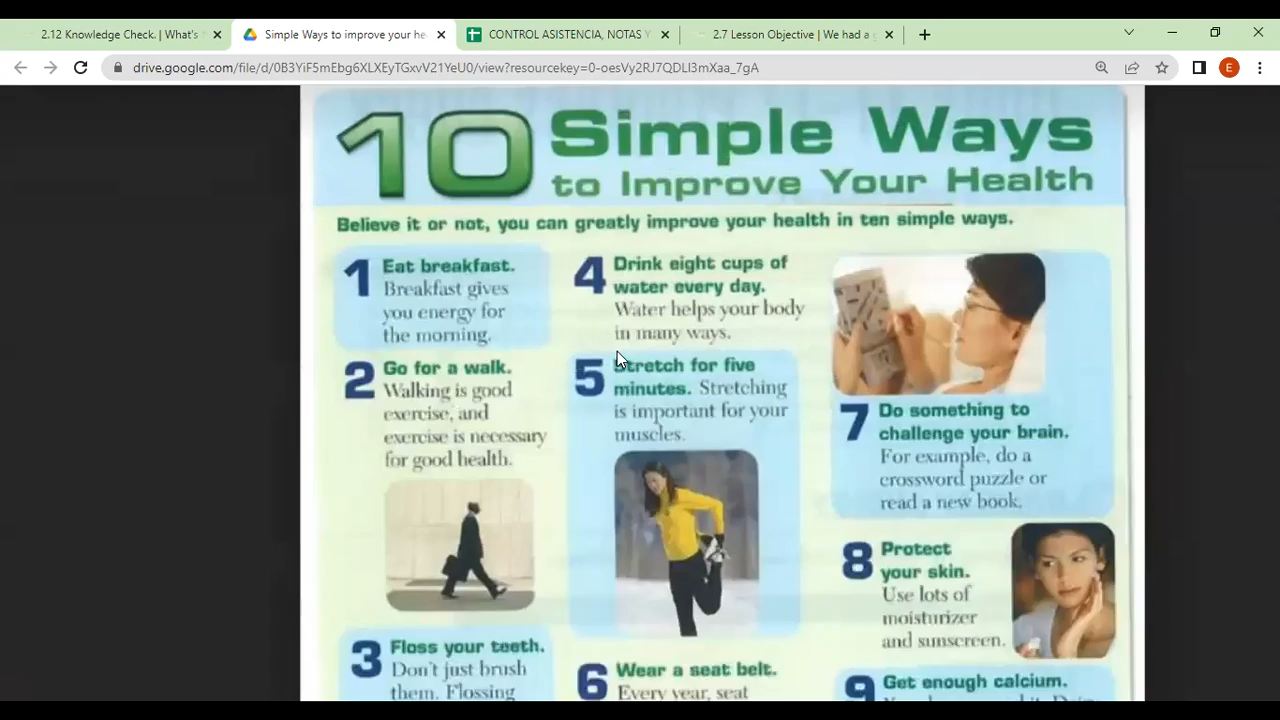 2.12 Knowledge Check. | What's
Simple Ways to improve your he
CONTROL ASISTENCIA, NOTAS Y
2.7 Lesson Objective | We had a g
drive.google.com/file/d/0B3YiF5mEbg6XLXEyTGxvV21YeU0/view?resourcekey=0-oesVy2RJ7QDLl3mXaa_7gA
E
10 Simple Ways
to Improve Your Health
Believe it or not, you can greatly improve your health in ten simple ways.
1 Eat breakfast.
Breakfast gives
you energy for
the morning.
2 Go for a walk.
Walking is good
exercise, and
exercise is necessary
for good health.
3 Floss your teeth.
Don't just brush
them. Flossing
4 Drink eight cups of
water every day.
Water helps your body
in many ways.
5 Stretch for five
minutes. Stretching
is important for your
muscles.
6 Wear a seat belt.
Every year, seat
7 Do something to
challenge your brain.
For example, do a
crossword puzzle or
read a new book.
8 Protect
your skin.
Use lots of
moisturizer
and sunscreen.
9 Get enough calcium.